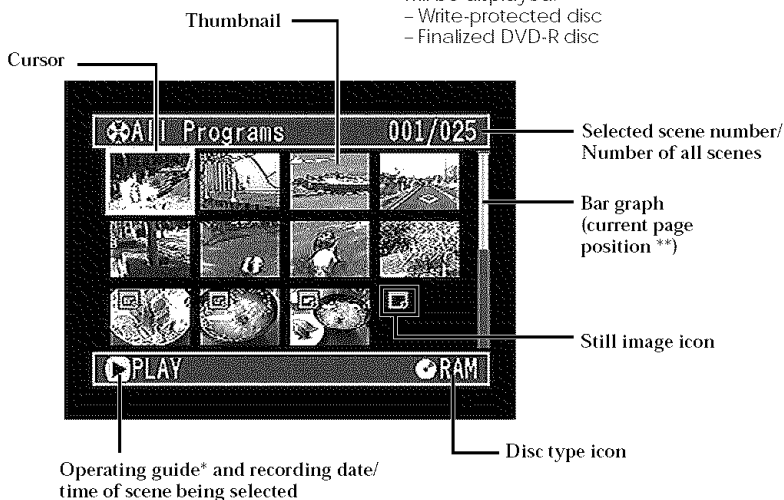 – Write-protected disc
– Finalized DVD-R disc
Thumbnail
Cursor
All Programs 001/025
Selected scene number/
Number of all scenes
Bar graph
(current page
position **)
Still image icon
PLAY RAM
Disc type icon
Operating guide* and recording date/
time of scene being selected